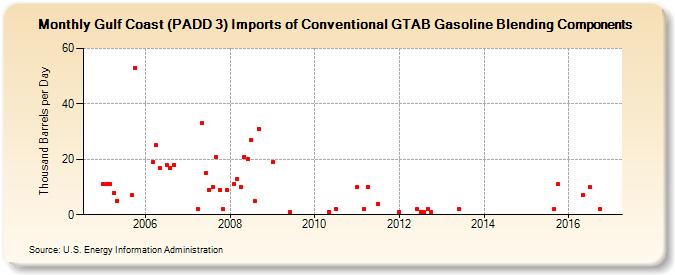 Monthly Gulf Coast (PADD 3) Imports of Conventional GTAB Gasoline Blending Components
Thousand Barrels per Day
60
40
20
0
2006 2008 2010 2012 2014 2016
Source: U.S. Energy Information Administration